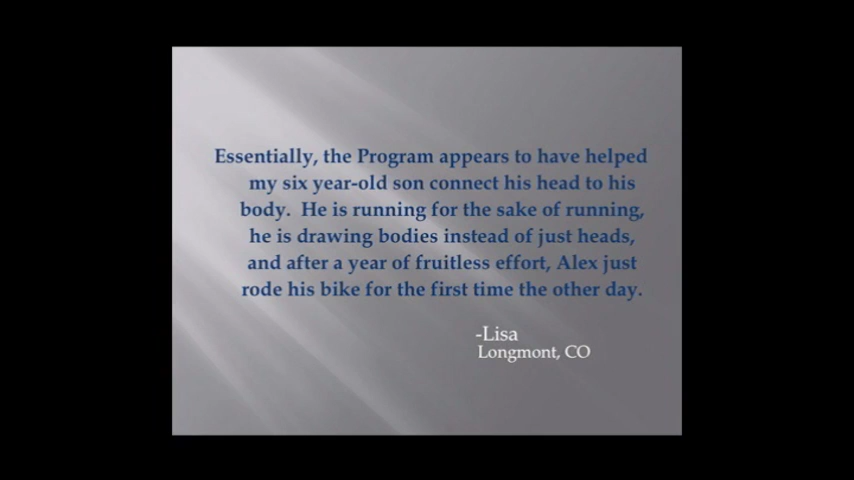 Essentially, the Program appears to have helped
my six year-old son connect his head to his
body. He is running for the sake of running,
he is drawing bodies instead of just heads,
and after a year of fruitless effort, Alex just
rode his bike for the first time the other day.
-Lisa
Longmont, CO